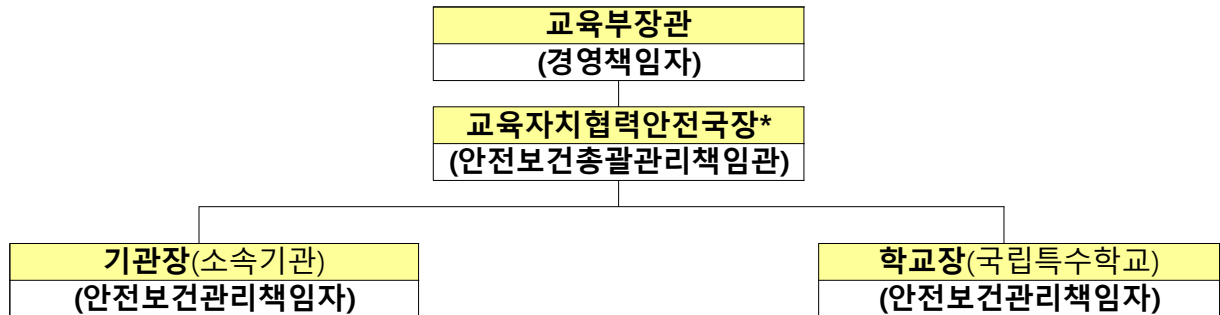 교육부장관
(경영책임자)
교육자치협력안전국장*
(안전보건총괄관리책임관)
기관장(소속기관)
(안전보건관리책임자)
학교장(국립특수학교)
(안전보건관리책임자)